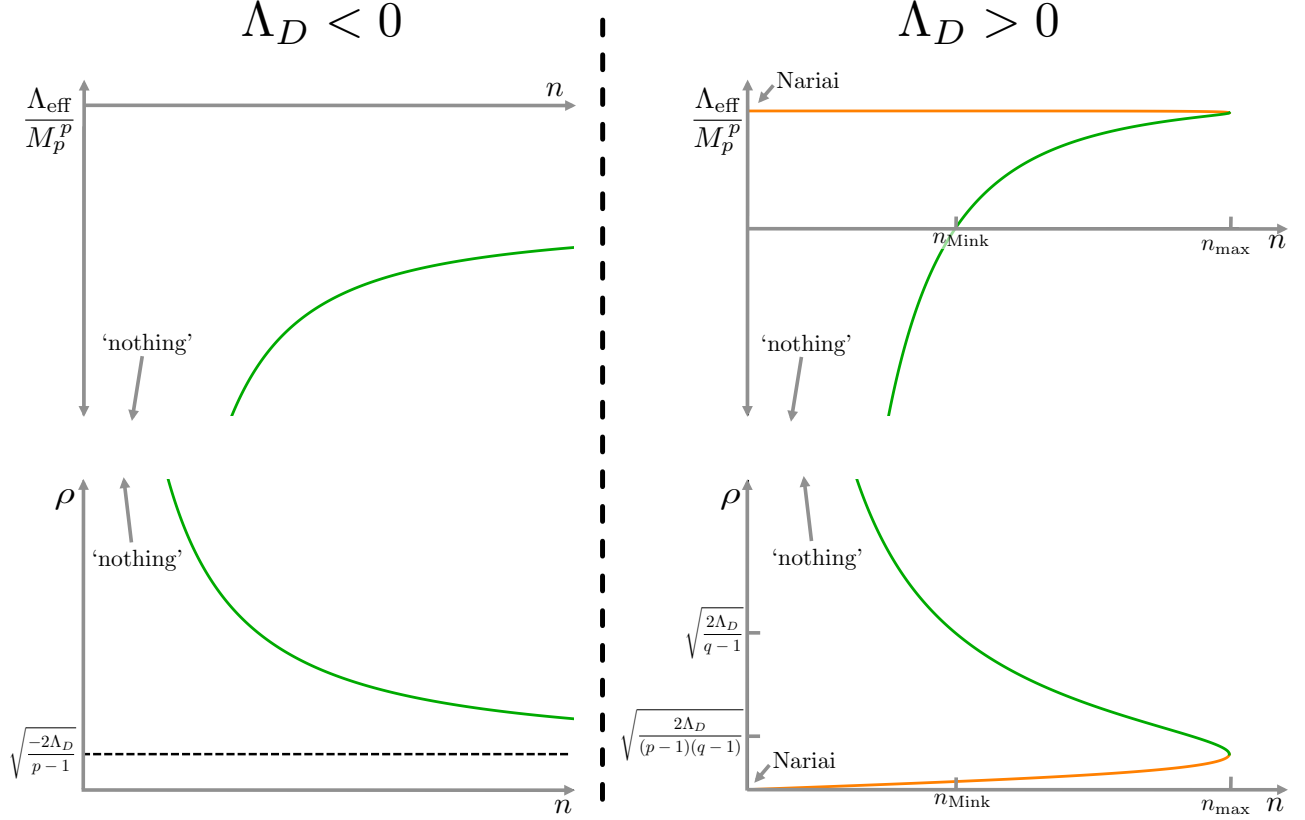 Λ_D < 0
Λ_eff / M_p^p
n
'nothing'
ρ
'nothing'
√(−2Λ_D / p − 1)
n
Λ_D > 0
Nariai
Λ_eff / M_p^p
n_Mink
n_max
n
'nothing'
ρ
'nothing'
√(2Λ_D / q − 1)
√(2Λ_D / (p − 1)(q − 1))
Nariai
n_Mink
n_max
n